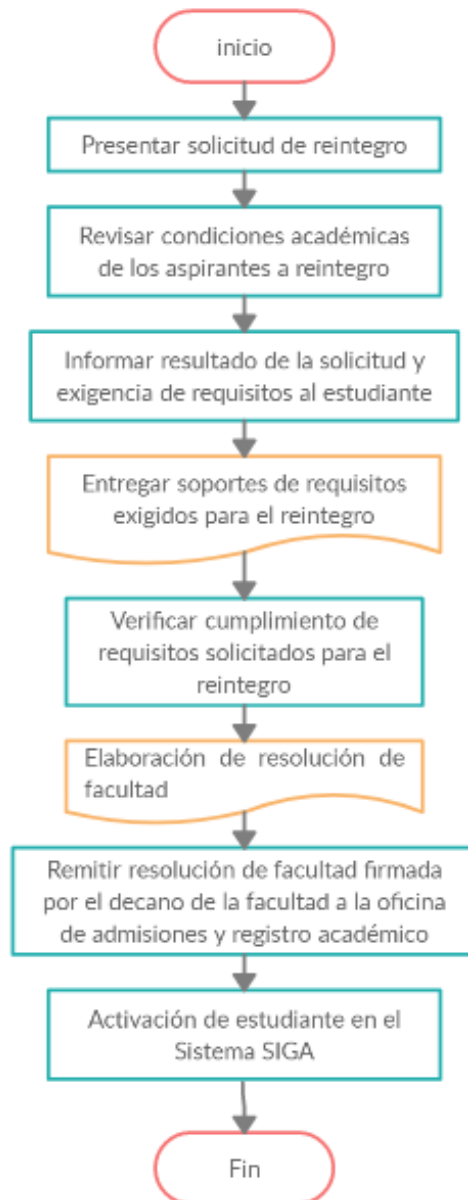 inicio
Presentar solicitud de reintegro
Revisar condiciones académicas
de los aspirantes a reintegro
Informar resultado de la solicitud y
exigencia de requisitos al estudiante
Entregar soportes de requisitos
exigidos para el reintegro
Verificar cumplimiento de
requisitos solicitados para el
reintegro
Elaboración de resolución de
facultad
Remitir resolución de facultad firmada
por el decano de la facultad a la oficina
de admisiones y registro académico
Activación de estudiante en el
Sistema SIGA
Fin